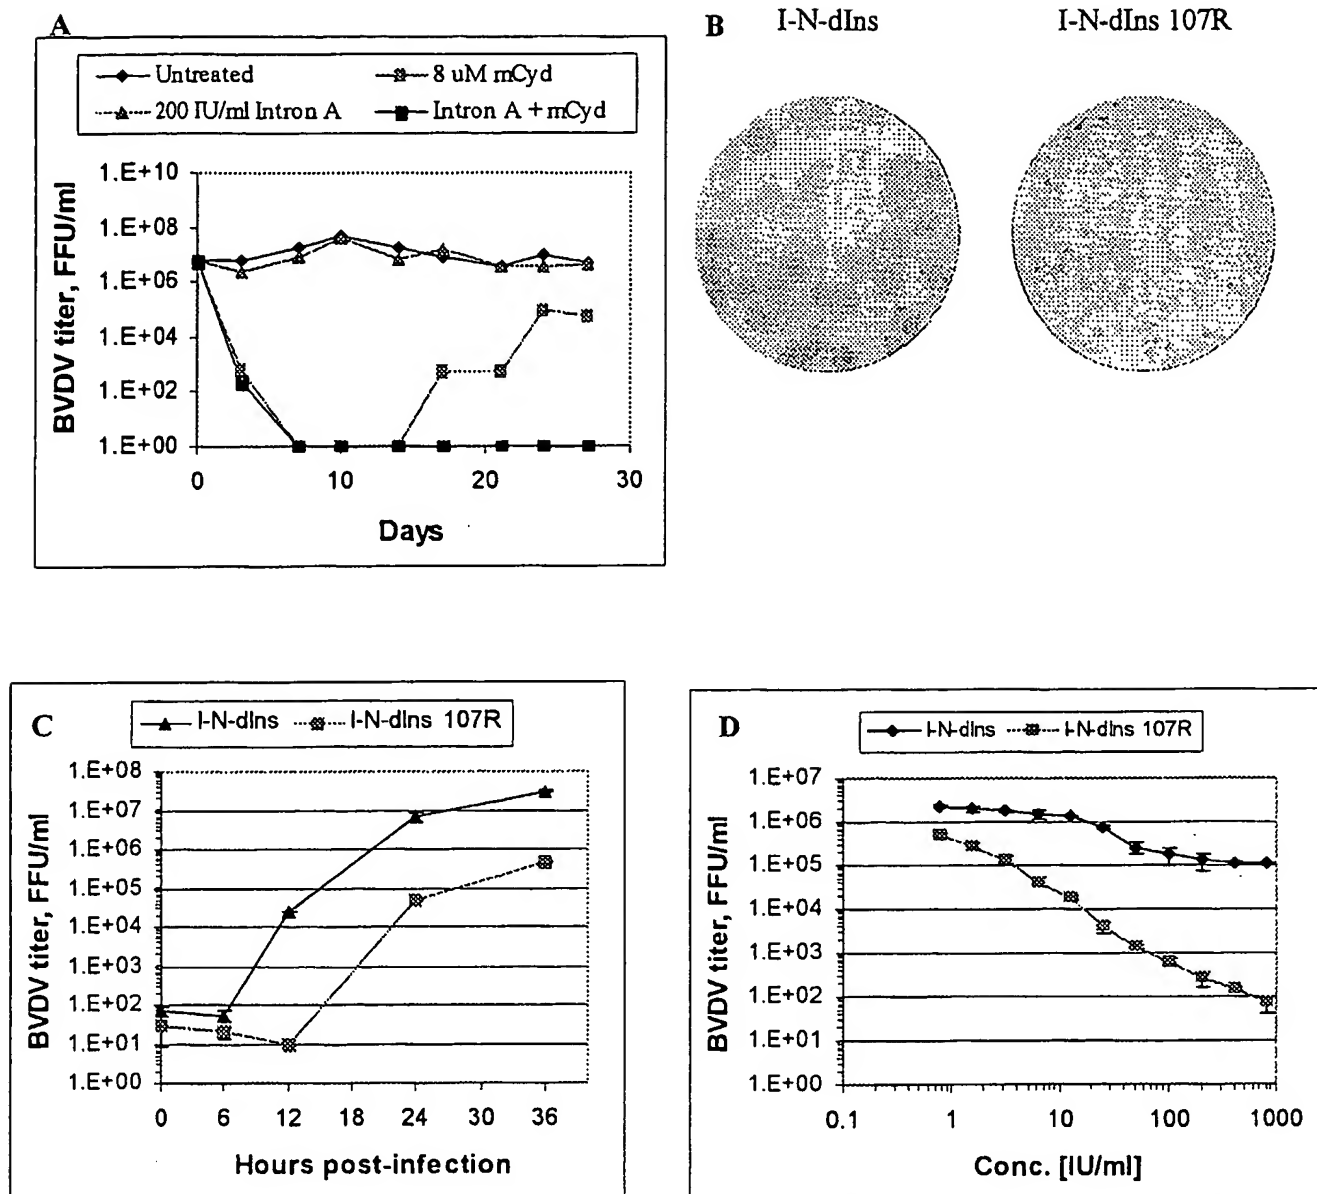 A
Untreated
8 uM mCyd
200 IU/ml Intron A
Intron A + mCyd
1.E+10
1.E+08
1.E+06
1.E+04
1.E+02
1.E+00
BVDV titer, FFU/ml
0 10 20 30
Days
B
I-N-dIns
I-N-dIns 107R
C
I-N-dIns
I-N-dIns 107R
1.E+08
1.E+07
1.E+06
1.E+05
1.E+04
1.E+03
1.E+02
1.E+01
1.E+00
BVDV titer, FFU/ml
0 6 12 24 30 36
Hours post-infection
D
I-N-dIns
I-N-dIns 107R
1.E+07
1.E+06
1.E+05
1.E+04
1.E+03
1.E+02
1.E+01
1.E+00
BVDV titer, FFU/ml
0.1 1 10 100 1000
Conc. [IU/ml]